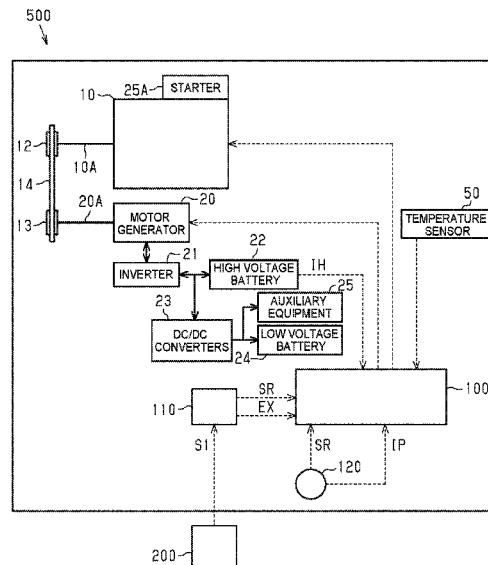 500
STARTER
25A
10
12
14
10A
20
20A
MOTOR
GENERATOR
13
50
TEMPERATURE
SENSOR
21
22
INVERTER
HIGH VOLTAGE
BATTERY
IH
23
25
AUXILIARY
EQUIPMENT
DC/DC
CONVERTERS
LOW VOLTAGE
BATTERY
24
100
110
SR
EX
S1
SR
120
IP
200